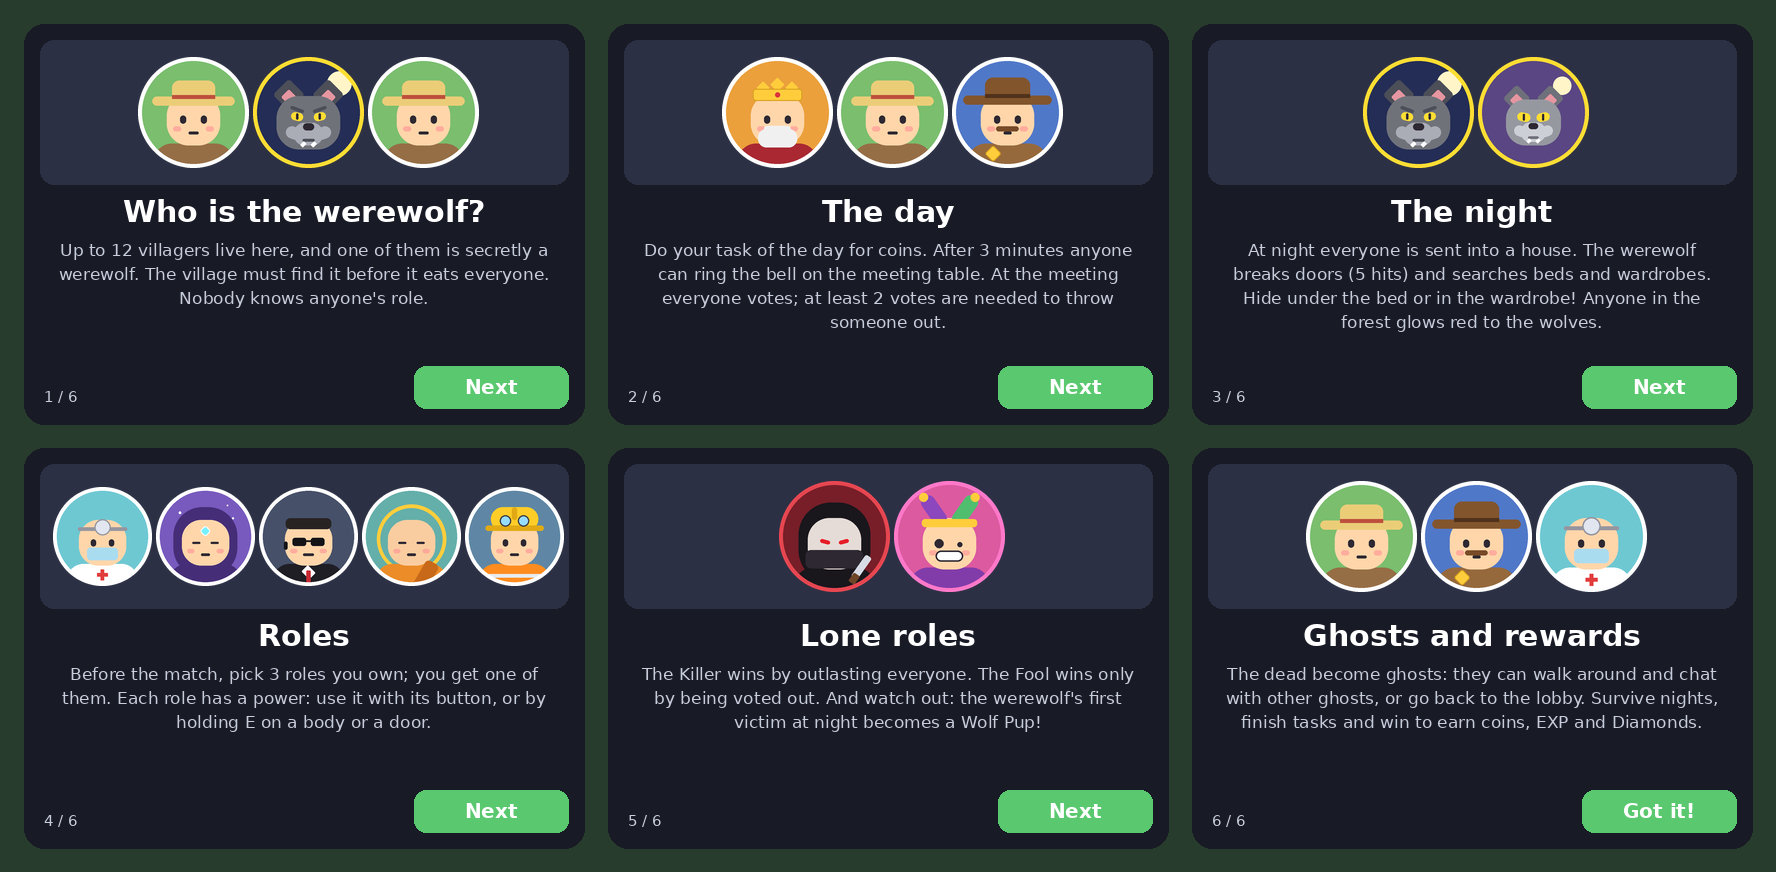 Who is the werewolf?
Up to 12 villagers live here, and one of them is secretly a
werewolf. The village must find it before it eats everyone.
Nobody knows anyone's role.
1 / 6
Next
The day
Do your task of the day for coins. After 3 minutes anyone
can ring the bell on the meeting table. At the meeting
everyone votes; at least 2 votes are needed to throw
someone out.
2 / 6
Next
The night
At night everyone is sent into a house. The werewolf
breaks doors (5 hits) and searches beds and wardrobes.
Hide under the bed or in the wardrobe! Anyone in the
forest glows red to the wolves.
3 / 6
Next
Roles
Before the match, pick 3 roles you own; you get one of
them. Each role has a power: use it with its button, or by
holding E on a body or a door.
4 / 6
Next
Lone roles
The Killer wins by outlasting everyone. The Fool wins only
by being voted out. And watch out: the werewolf's first
victim at night becomes a Wolf Pup!
5 / 6
Next
Ghosts and rewards
The dead become ghosts: they can walk around and chat
with other ghosts, or go back to the lobby. Survive nights,
finish tasks and win to earn coins, EXP and Diamonds.
6 / 6
Got it!